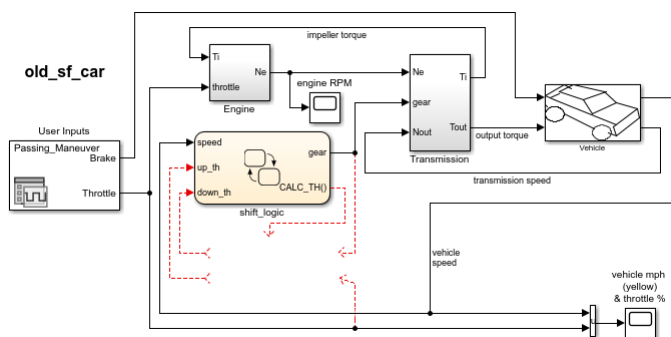 impeller torque
Ti
Ne
throttle
Engine
engine RPM
Ne
Ti
gear
Nout
Tout
Transmission
output torque
Vehicle
transmission speed
old_sf_car
User Inputs
Passing_Maneuver
Brake
Throttle
speed
gear
up_th
CALC_TH()
down_th
shift_logic
vehicle
speed
vehicle mph
(yellow)
& throttle %